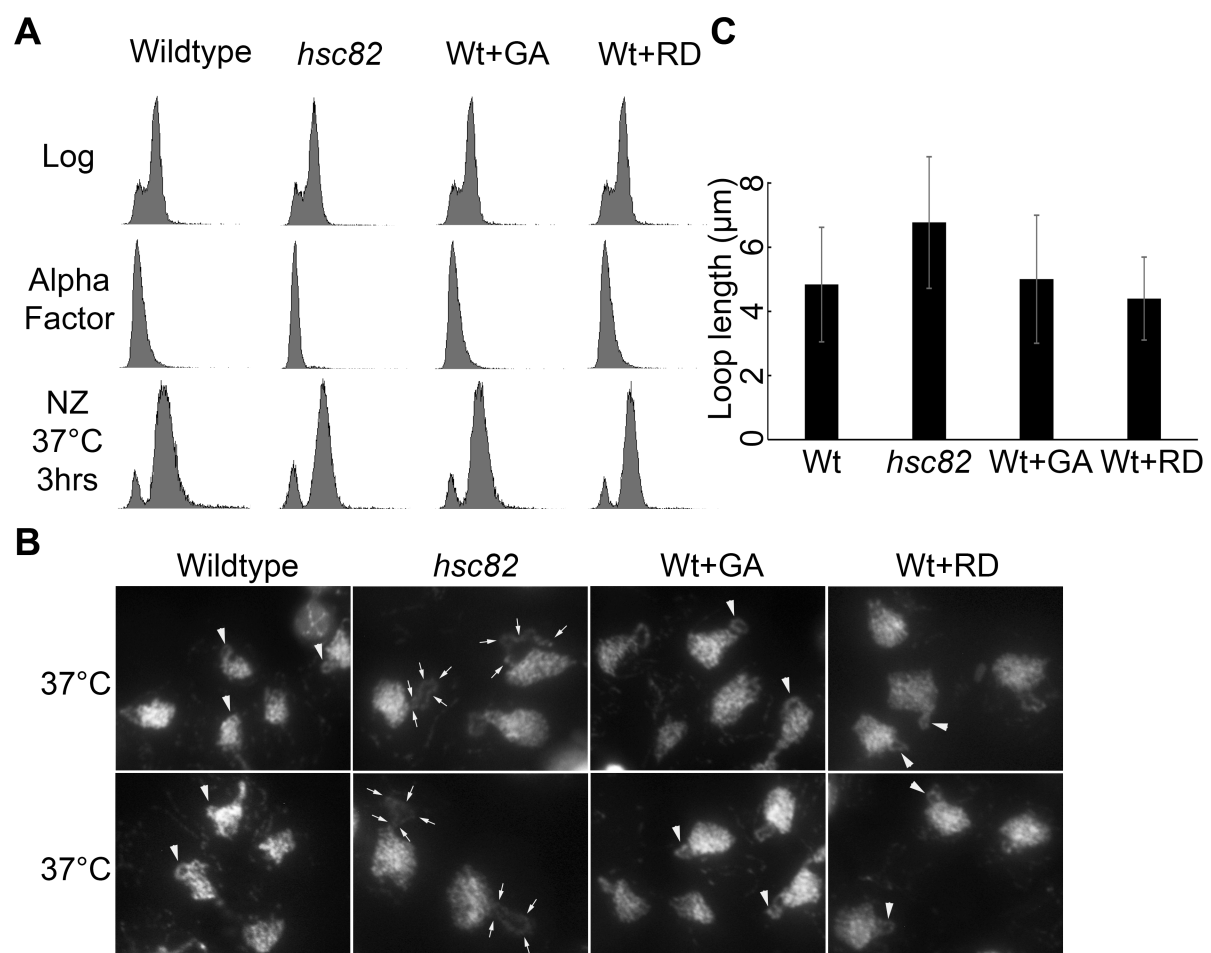 A
Wildtype hsc82 Wt+GA Wt+RD
Log
Alpha
Factor
NZ
37°C
3hrs
C
Loop length (µm)
8
6
4
2
0
Wt hsc82 Wt+GA Wt+RD
B
Wildtype hsc82 Wt+GA Wt+RD
37°C
37°C